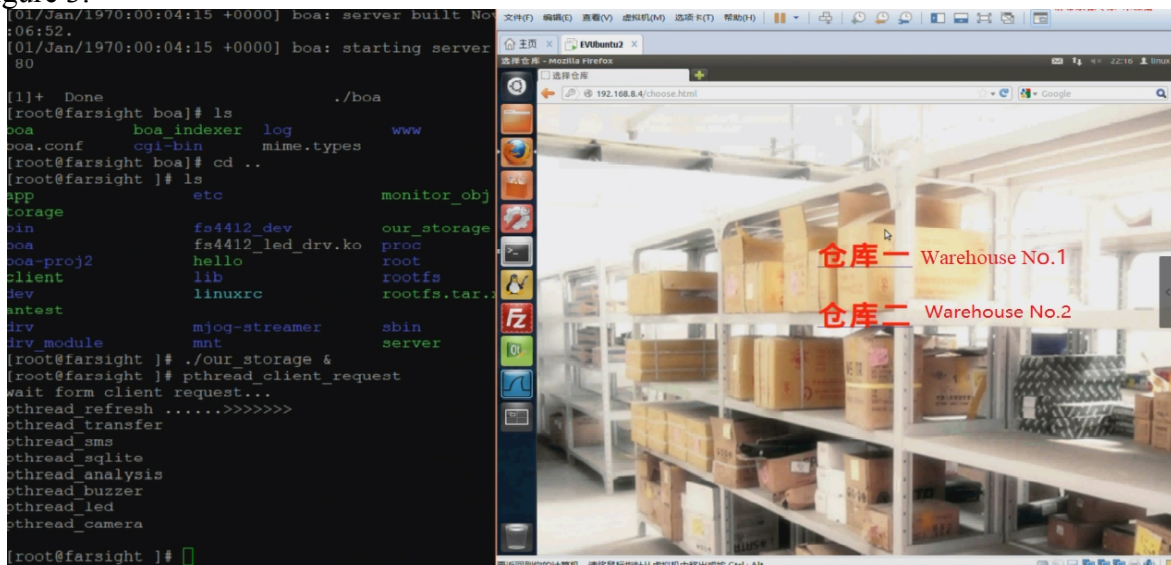 [01/Jan/1970:00:04:15 +0000] boa: server built Nov
:06:52.
[01/Jan/1970:00:04:15 +0000] boa: starting server
80
[1]+ Done ./boa
[root@farsight boa]# ls
boa boa_indexer log www
boa.conf cgi-bin mime.types
[root@farsight boa]# cd ..
[root@farsight ]# ls
app etc monitor_obj
torage
bin fs4412_dev our_storage
boa fs4412_led_drv.ko proc
boa-proj2 hello root
client lib rootfs
dev linuxrc rootfs.tar.
antest
drv mjog-streamer sbin
drv_module mnt server
[root@farsight ]# ./our_storage &
[root@farsight ]# pthread_client_request
wait form client request...
pthread_refresh ......>>>>>>>
pthread_transfer
pthread_sms
pthread_sqlite
pthread_analysis
pthread_buzzer
pthread_led
pthread_camera
[root@farsight ]#
文件(F) 编辑(E) 查看(V) 虚拟机(M) 选项卡(T) 帮助(H)
主页 EVUbuntu2
选择仓库 - Mozilla Firefox 22:16 linux
选择仓库
192.168.8.4/choose.html Google
仓库一 Warehouse No.1
仓库二 Warehouse No.2